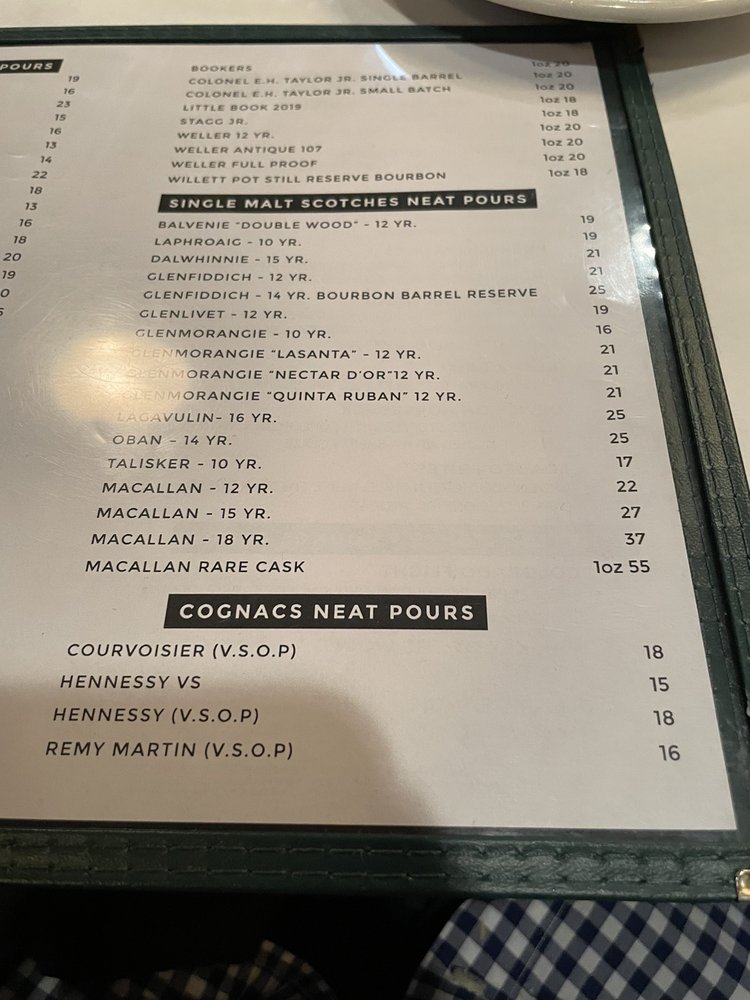 POURS
19
16
23
15
16
13
14
22
18
13
16
18
20
19
0
BOOKERS 1oz 20
COLONEL E.H. TAYLOR JR. SINGLE BARREL 1oz 20
COLONEL E.H. TAYLOR JR. SMALL BATCH 1oz 20
LITTLE BOOK 2019 1oz 18
STAGG JR. 1oz 18
WELLER 12 YR. 1oz 20
WELLER ANTIQUE 107 1oz 20
WELLER FULL PROOF 1oz 20
WILLETT POT STILL RESERVE BOURBON 1oz 18
SINGLE MALT SCOTCHES NEAT POURS
BALVENIE "DOUBLE WOOD" - 12 YR. 19
LAPHROAIG - 10 YR. 19
DALWHINNIE - 15 YR. 21
GLENFIDDICH - 12 YR. 21
GLENFIDDICH - 14 YR. BOURBON BARREL RESERVE 25
GLENLIVET - 12 YR. 19
GLENMORANGIE - 10 YR. 16
GLENMORANGIE "LASANTA" - 12 YR. 21
GLENMORANGIE "NECTAR D'OR"12 YR. 21
GLENMORANGIE "QUINTA RUBAN" 12 YR. 21
LAGAVULIN- 16 YR. 25
OBAN - 14 YR. 25
TALISKER - 10 YR. 17
MACALLAN - 12 YR. 22
MACALLAN - 15 YR. 27
MACALLAN - 18 YR. 37
MACALLAN RARE CASK 1oz 55
COGNACS NEAT POURS
COURVOISIER (V.S.O.P) 18
HENNESSY VS 15
HENNESSY (V.S.O.P) 18
REMY MARTIN (V.S.O.P) 16